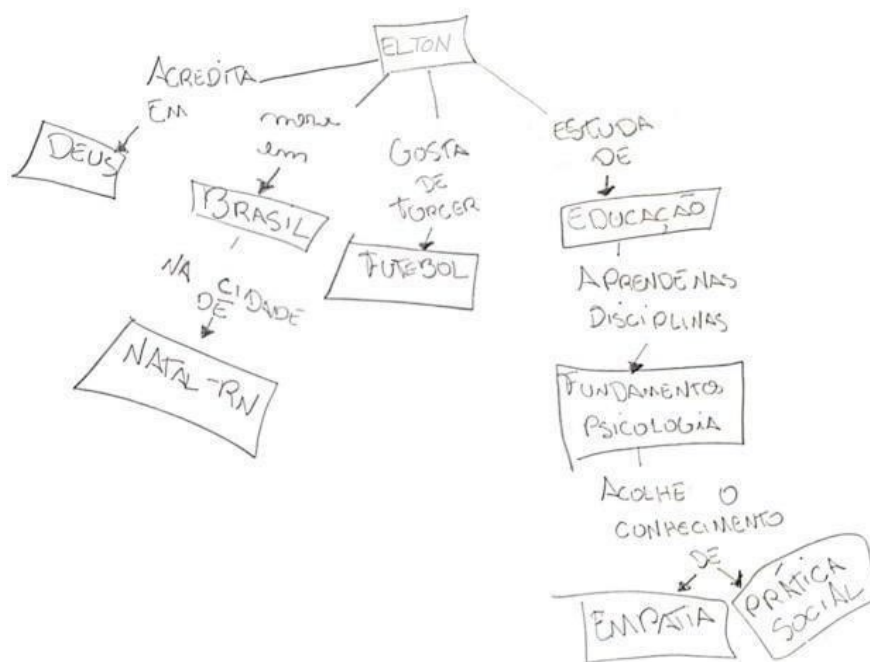 ELTON
ACREDITA
EM
DEUS
mora
em
BRASIL
NA
CIDADE
DE
NATAL-RN
GOSTA
DE
TORCER
FUTEBOL
ESTUDA
DE
EDUCAÇÃO
APRENDE NAS
DISCIPLINAS
FUNDAMENTOS
PSICOLOGIA
ACOLHE O
CONHECIMENTO
DE
EMPATIA
PRÁTICA
SOCIAL